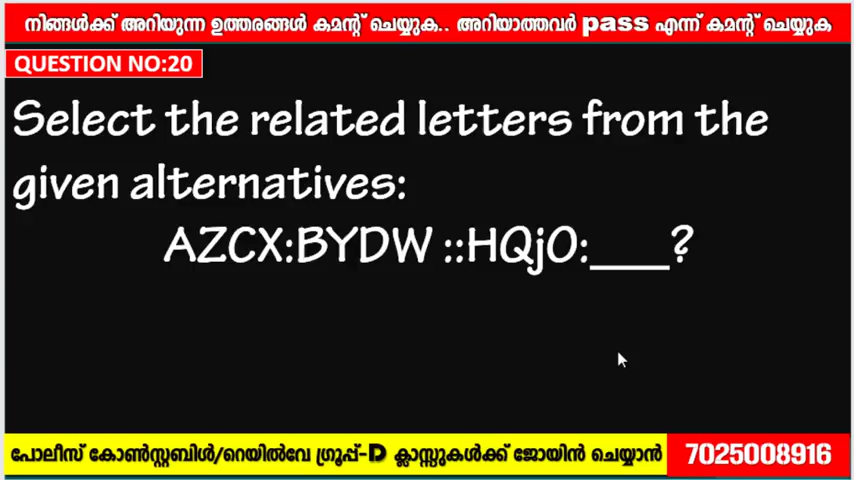 നിങ്ങൾക്ക് അറിയുന്ന ഉത്തരങ്ങൾ കമന്റ് ചെയ്യുക.. അറിയാത്തവർ pass എന്ന് കമന്റ് ചെയ്യുക
QUESTION NO:20
Select the related letters from the
given alternatives:
AZCX:BYDW ::HQjO:____?
പോലീസ് കോൺസ്റ്റബിൾ/റെയിൽവേ ഗ്രൂപ്പ്-D ക്ലാസ്സുകൾക്ക് ജോയിൻ ചെയ്യാൻ 7025008916